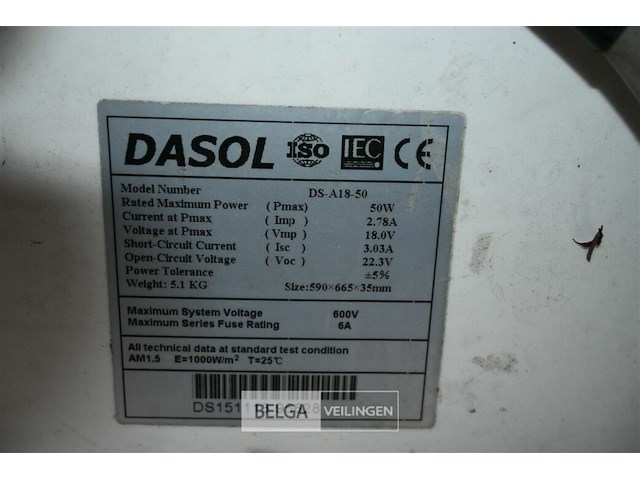 DASOL ISO IEC CE
Model Number DS-A18-50
Rated Maximum Power (Pmax) 50W
Current at Pmax (Imp) 2.78A
Voltage at Pmax (Vmp) 18.0V
Short-Circuit Current (Isc) 3.03A
Open-Circuit Voltage (Voc) 22.3V
Power Tolerance ±5%
Weight: 5.1 KG Size:590×665×35mm
Maximum System Voltage 600V
Maximum Series Fuse Rating 6A
All technical data at standard test condition
AM1.5 E=1000W/m² T=25℃
BELGA VEILINGEN